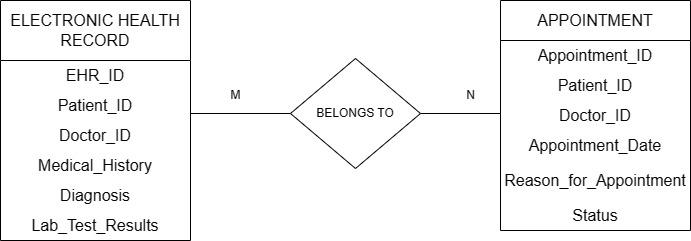 ELECTRONIC HEALTH
RECORD
EHR_ID
Patient_ID
Doctor_ID
Medical_History
Diagnosis
Lab_Test_Results
M
BELONGS TO
N
APPOINTMENT
Appointment_ID
Patient_ID
Doctor_ID
Appointment_Date
Reason_for_Appointment
Status